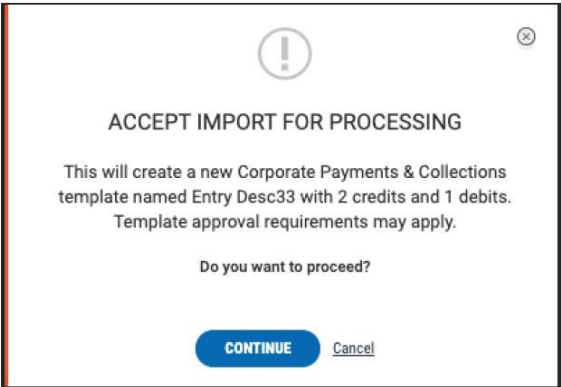 ACCEPT IMPORT FOR PROCESSING
This will create a new Corporate Payments & Collections
template named Entry Desc33 with 2 credits and 1 debits.
Template approval requirements may apply.
Do you want to proceed?
CONTINUE Cancel